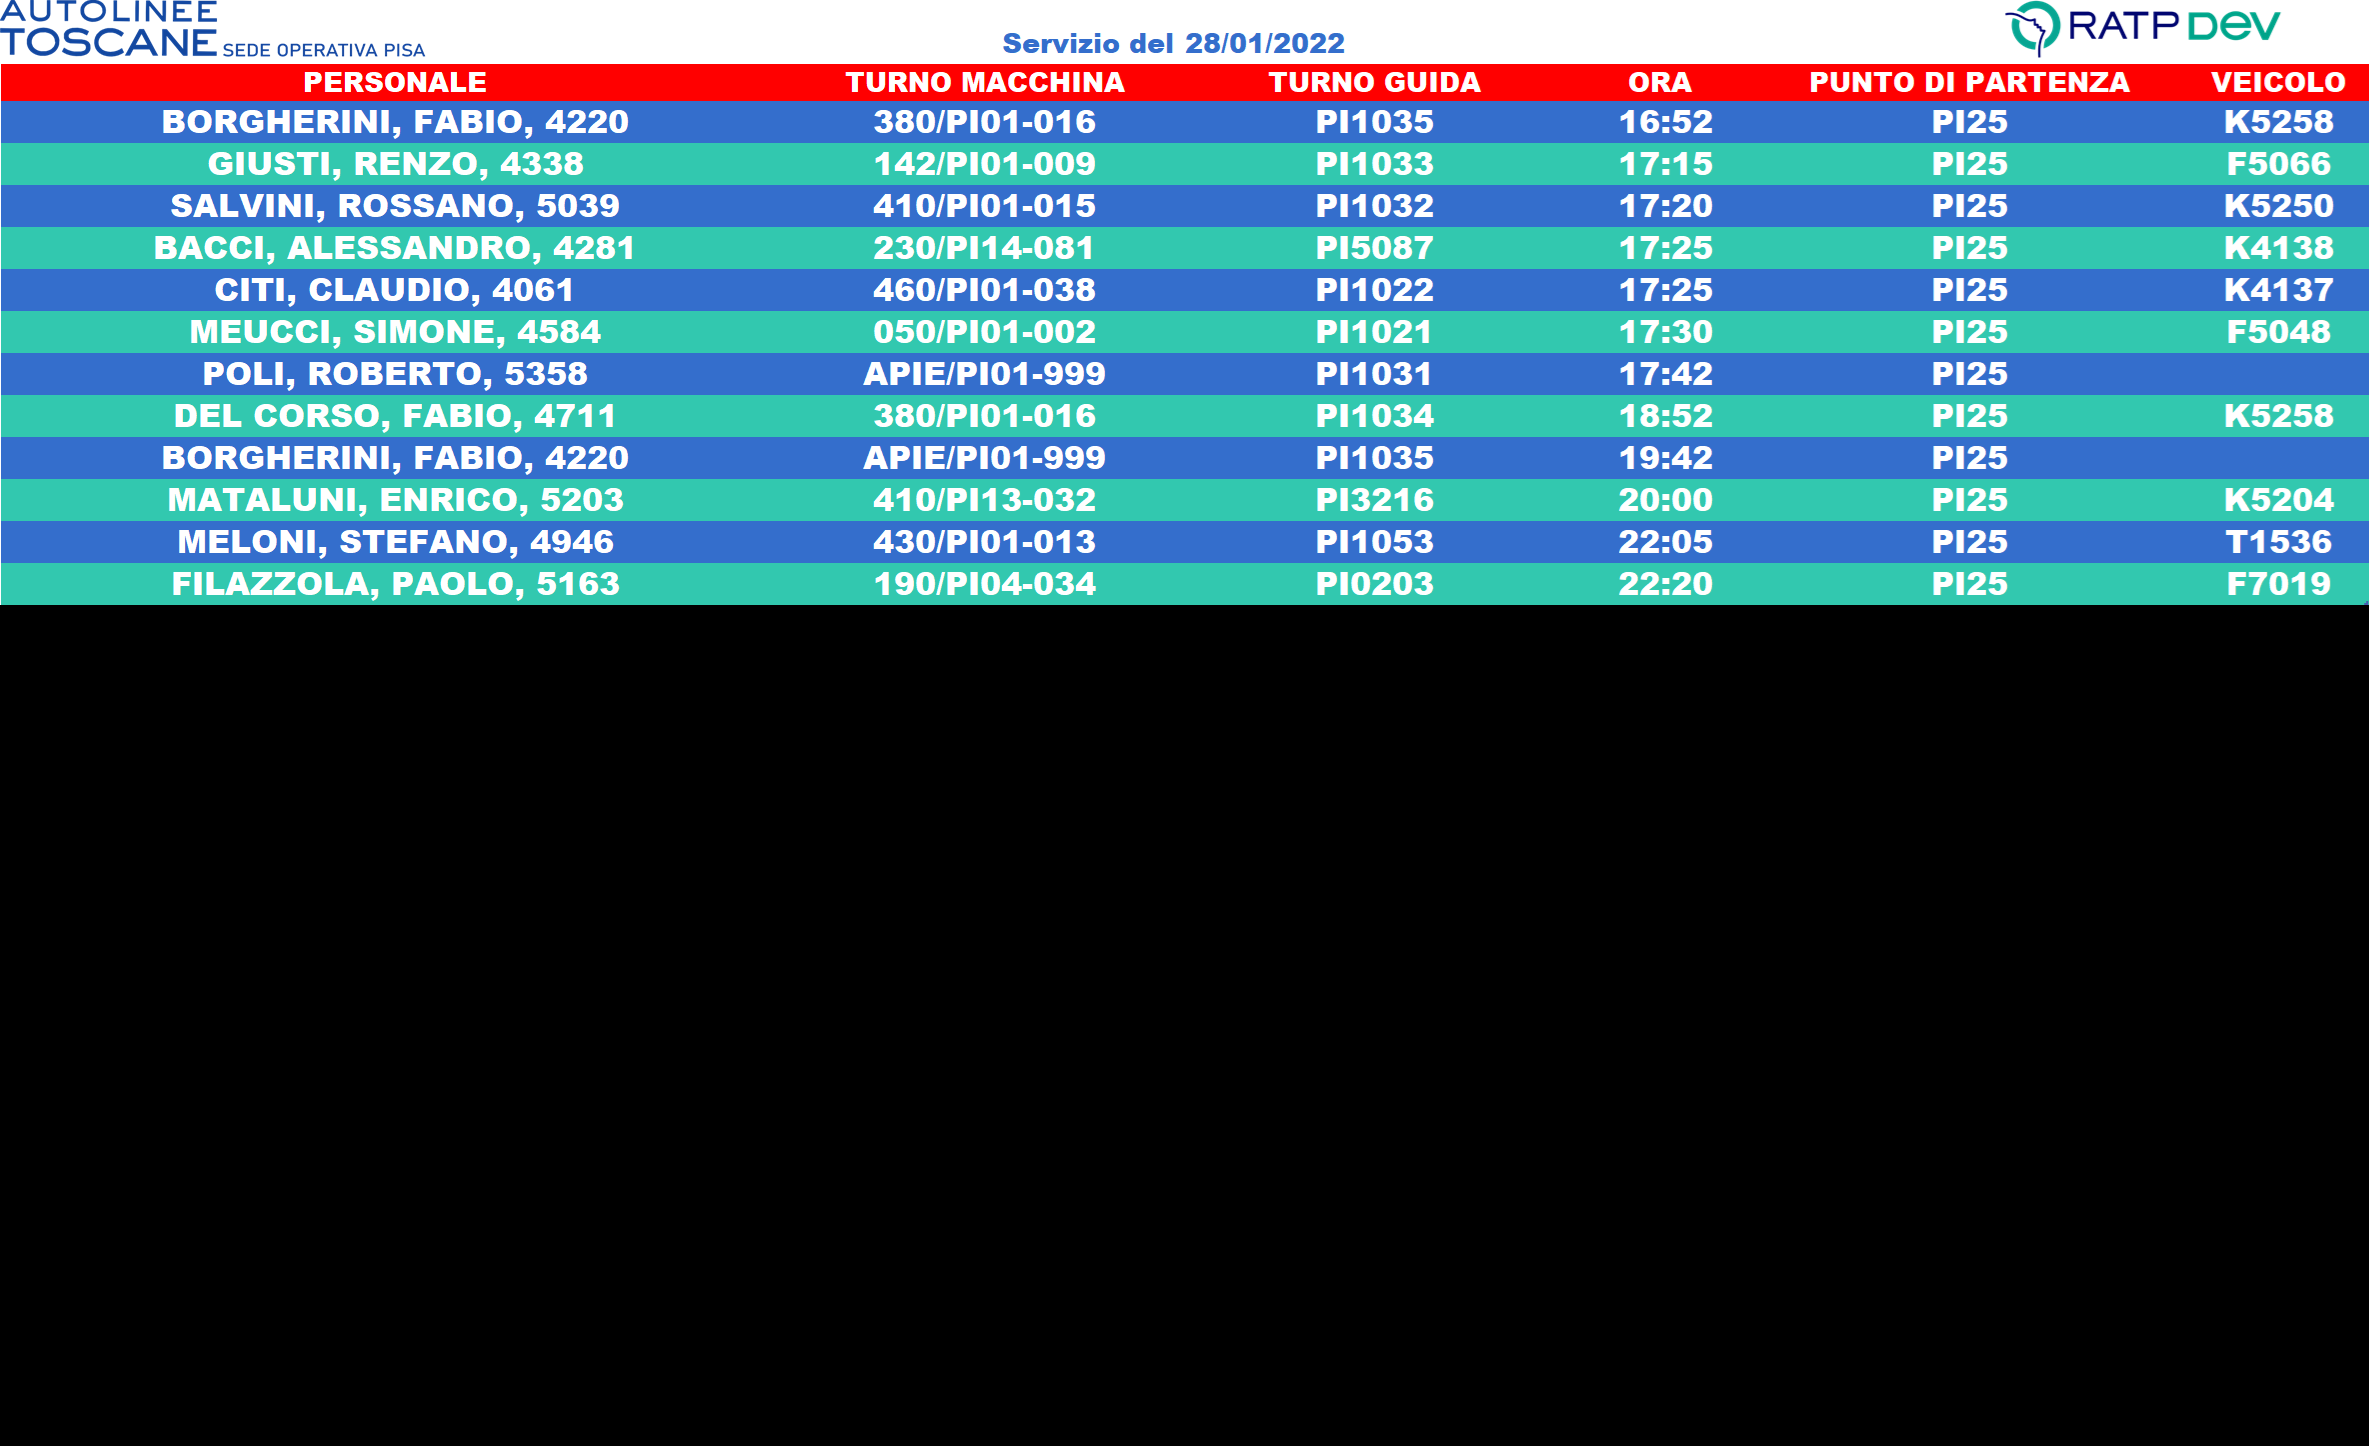 AUTOLINEE
TOSCANE SEDE OPERATIVA PISA
Servizio del 28/01/2022
RATP DEV
PERSONALE TURNO MACCHINA TURNO GUIDA ORA PUNTO DI PARTENZA VEICOLO
BORGHERINI, FABIO, 4220 380/PI01-016 PI1035 16:52 PI25 K5258
GIUSTI, RENZO, 4338 142/PI01-009 PI1033 17:15 PI25 F5066
SALVINI, ROSSANO, 5039 410/PI01-015 PI1032 17:20 PI25 K5250
BACCI, ALESSANDRO, 4281 230/PI14-081 PI5087 17:25 PI25 K4138
CITI, CLAUDIO, 4061 460/PI01-038 PI1022 17:25 PI25 K4137
MEUCCI, SIMONE, 4584 050/PI01-002 PI1021 17:30 PI25 F5048
POLI, ROBERTO, 5358 APIE/PI01-999 PI1031 17:42 PI25
DEL CORSO, FABIO, 4711 380/PI01-016 PI1034 18:52 PI25 K5258
BORGHERINI, FABIO, 4220 APIE/PI01-999 PI1035 19:42 PI25
MATALUNI, ENRICO, 5203 410/PI13-032 PI3216 20:00 PI25 K5204
MELONI, STEFANO, 4946 430/PI01-013 PI1053 22:05 PI25 T1536
FILAZZOLA, PAOLO, 5163 190/PI04-034 PI0203 22:20 PI25 F7019